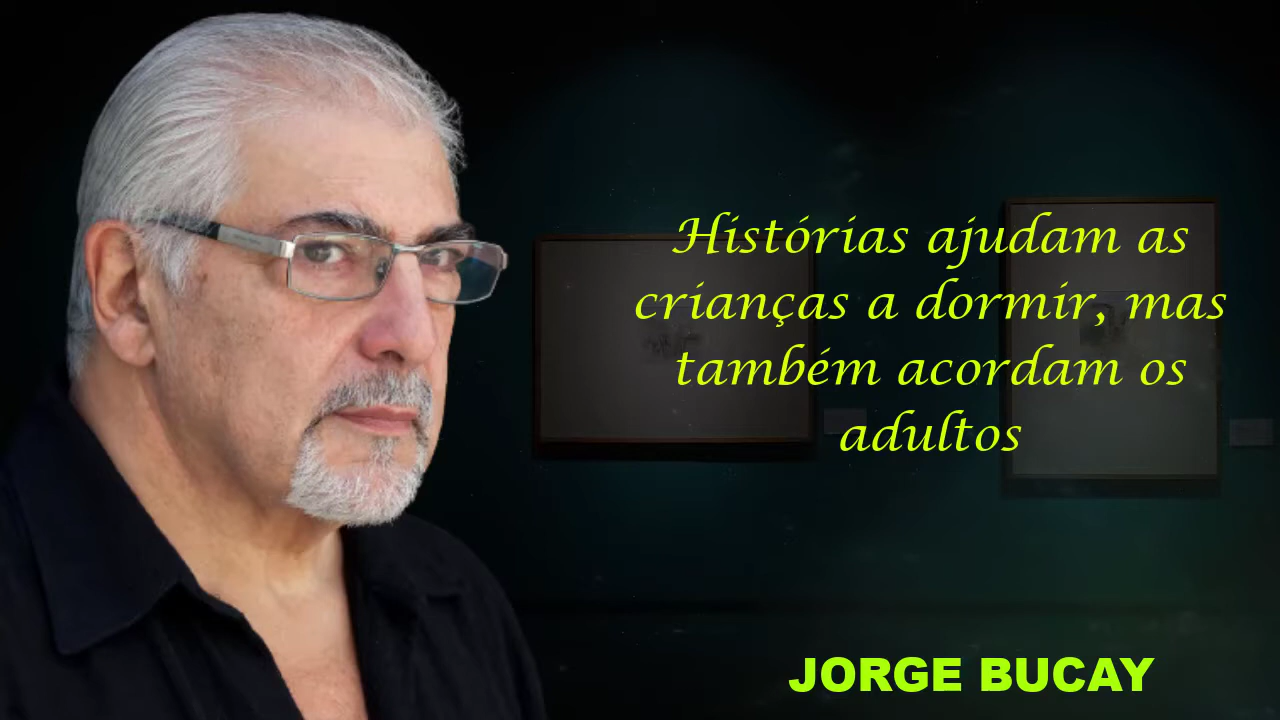 Histórias ajudam as
crianças a dormir, mas
também acordam os
adultos
JORGE BUCAY